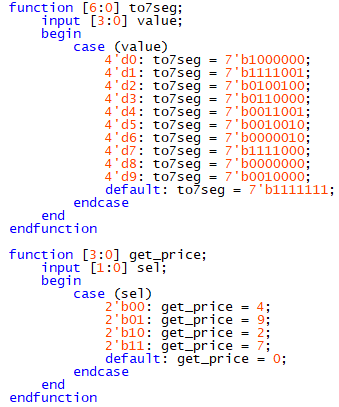 function [6:0] to7seg;
    input [3:0] value;
    begin
        case (value)
            4'd0: to7seg = 7'b1000000;
            4'd1: to7seg = 7'b1111001;
            4'd2: to7seg = 7'b0100100;
            4'd3: to7seg = 7'b0110000;
            4'd4: to7seg = 7'b0011001;
            4'd5: to7seg = 7'b0010010;
            4'd6: to7seg = 7'b0000010;
            4'd7: to7seg = 7'b1111000;
            4'd8: to7seg = 7'b0000000;
            4'd9: to7seg = 7'b0010000;
            default: to7seg = 7'b1111111;
        endcase
    end
endfunction

function [3:0] get_price;
    input [1:0] sel;
    begin
        case (sel)
            2'b00: get_price = 4;
            2'b01: get_price = 9;
            2'b10: get_price = 2;
            2'b11: get_price = 7;
            default: get_price = 0;
        endcase
    end
endfunction